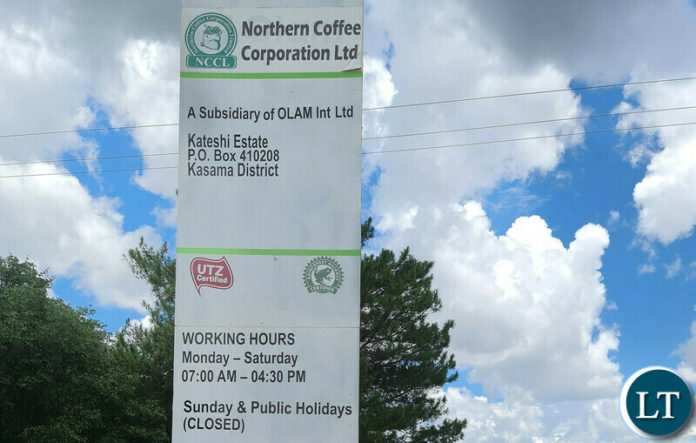 Northern Coffee
Corporation Ltd
NCCL
A Subsidiary of OLAM Int Ltd
Kateshi Estate
P.O. Box 410208
Kasama District
UTZ
Certified
WORKING HOURS
Monday – Saturday
07:00 AM – 04:30 PM
Sunday & Public Holidays
(CLOSED)
LT